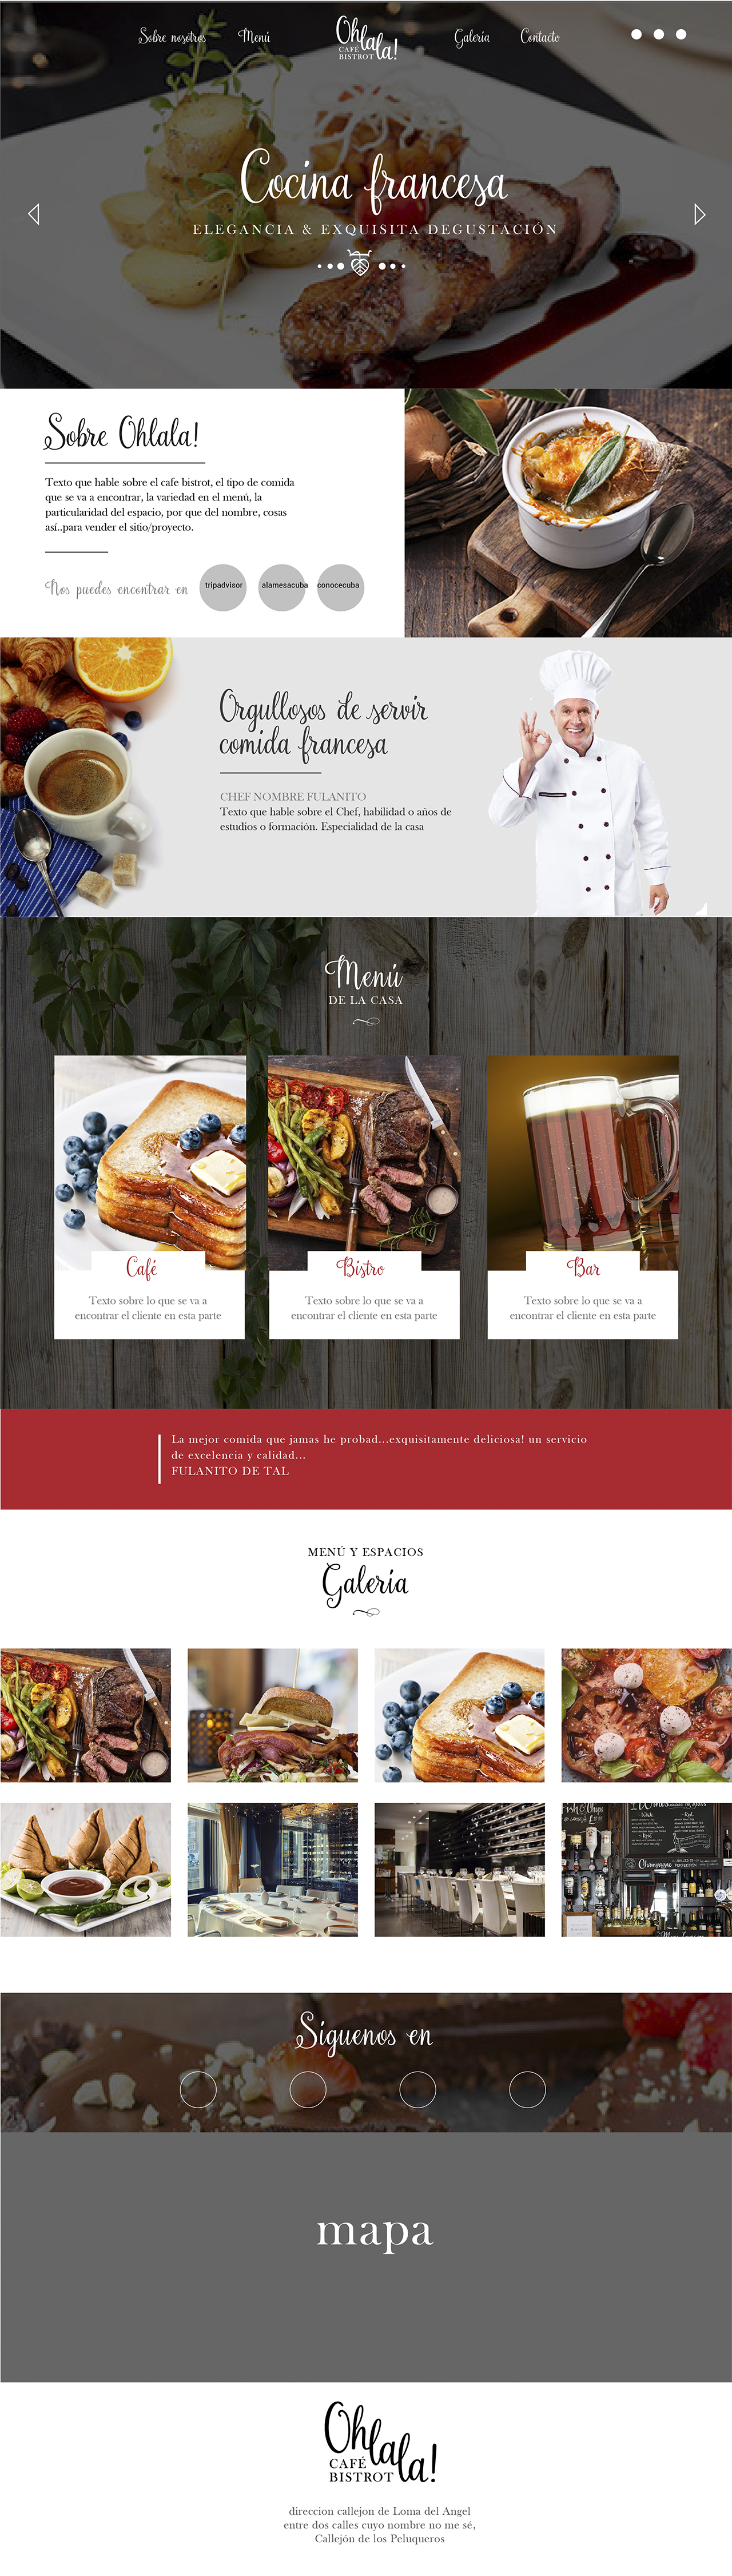 Sobre nosotros
Menú
Ohlala!
CAFÉ
BISTROT
Galería
Contacto
Cocina francesa
ELEGANCIA & EXQUISITA DEGUSTACIÓN
Sobre Ohlala!
Texto que hable sobre el cafe bistrot, el tipo de comida
que se va a encontrar, la variedad en el menú, la
particularidad del espacio, por que del nombre, cosas
así..para vender el sitio/proyecto.
Nos puedes encontrar en
tripadvisor
alamesacuba
conocecuba
Orgullosos de servir
comida francesa
CHEF NOMBRE FULANITO
Texto que hable sobre el Chef, habilidad o años de
estudios o formación. Especialidad de la casa
Menú
DE LA CASA
Café
Texto sobre lo que se va a
encontrar el cliente en esta parte
Bistro
Texto sobre lo que se va a
encontrar el cliente en esta parte
Bar
Texto sobre lo que se va a
encontrar el cliente en esta parte
La mejor comida que jamas he probad...exquisitamente deliciosa! un servicio
de excelencia y calidad...
FULANITO DE TAL
MENÚ Y ESPACIOS
Galería
Wines
Champagne
Síguenos en
mapa
Ohlala!
CAFÉ
BISTROT
direccion callejon de Loma del Angel
entre dos calles cuyo nombre no me sé,
Callejón de los Peluqueros